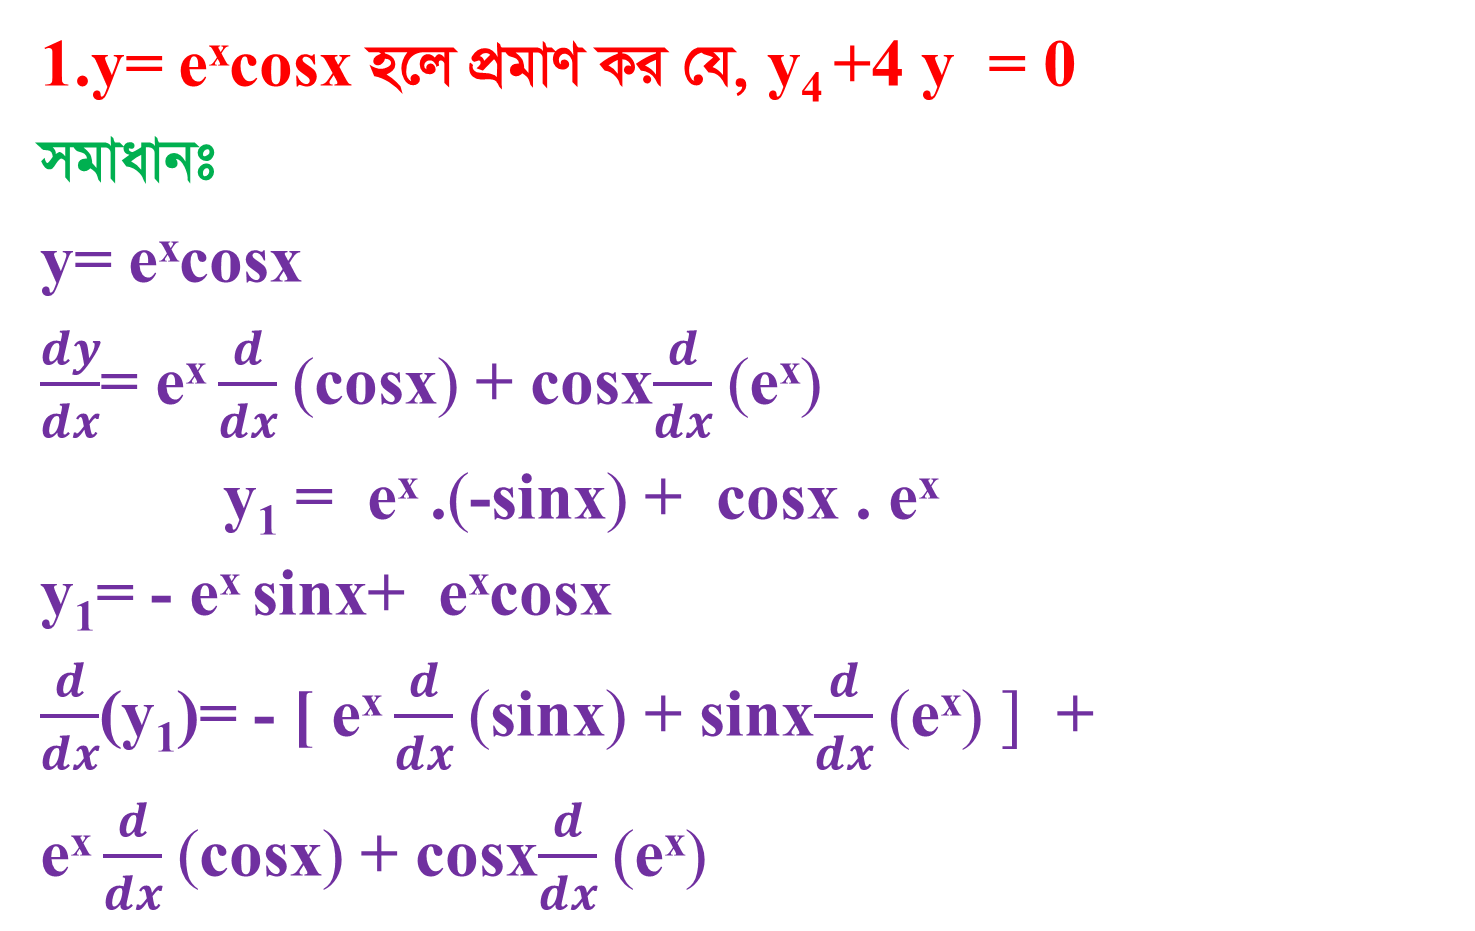 1.y= eˣcosx হলে প্রমাণ কর যে, y₄ +4 y = 0
সমাধানঃ
y= eˣcosx
dy/dx= eˣ d/dx (cosx) + cosx d/dx (eˣ)
y₁ = eˣ .(-sinx) + cosx . eˣ
y₁= - eˣ sinx+ eˣcosx
d/dx(y₁)= - [ eˣ d/dx (sinx) + sinx d/dx (eˣ) ] +
eˣ d/dx (cosx) + cosx d/dx (eˣ)